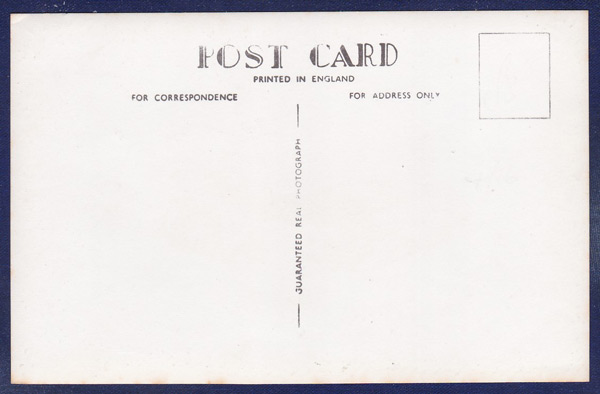 POST CARD
PRINTED IN ENGLAND
FOR CORRESPONDENCE
FOR ADDRESS ONLY
GUARANTEED REAL PHOTOGRAPH